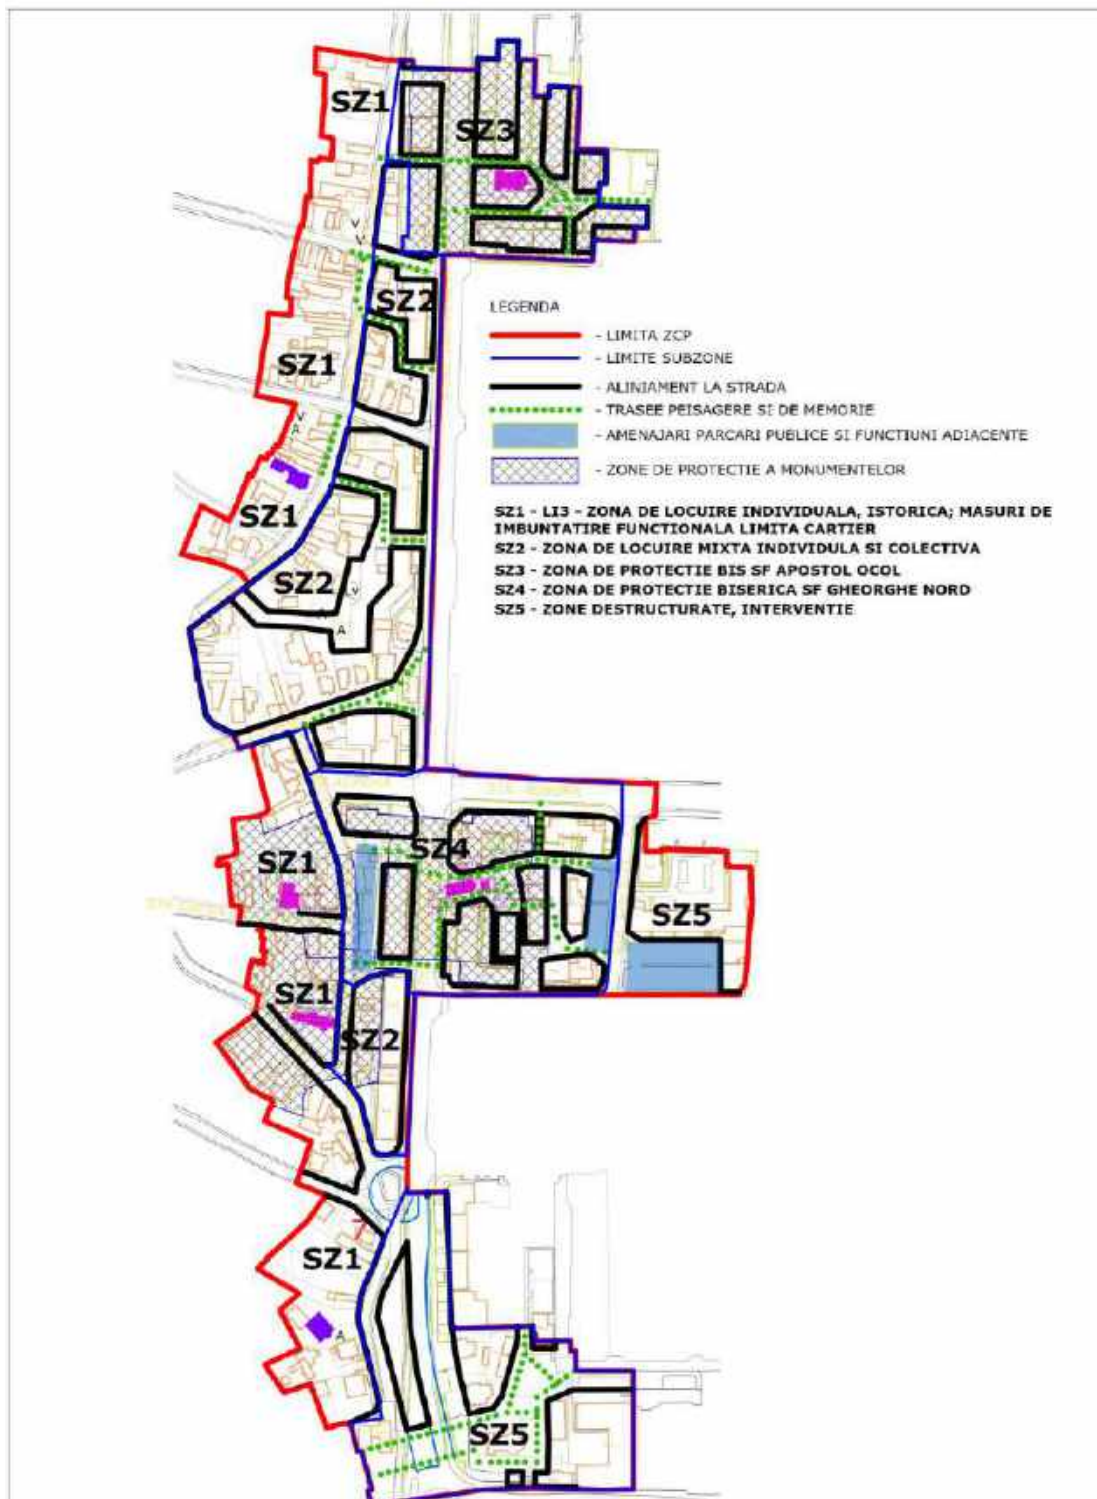 SZ1
SZ3
SZ2
LEGENDA
- LIMITA ZCP
- LIMITE SUBZONE
SZ1
- ALINIAMENT LA STRADA
- TRASEE PEISAGERE SI DE MEMORIE
- AMENAJARI PARCARI PUBLICE SI FUNCTIUNI ADIACENTE
- ZONE DE PROTECTIE A MONUMENTELOR
SZ1
SZ1 - LI3 - ZONA DE LOCUIRE INDIVIDUALA, ISTORICA; MASURI DE
IMBUNTATIRE FUNCTIONALA LIMITA CARTIER
SZ2 - ZONA DE LOCUIRE MIXTA INDIVIDULA SI COLECTIVA
SZ3 - ZONA DE PROTECTIE BIS SF APOSTOL OCOL
SZ4 - ZONA DE PROTECTIE BISERICA SF GHEORGHE NORD
SZ5 - ZONE DESTRUCTURATE, INTERVENTIE
SZ2
V
A
SZ4
SZ1
SZ5
SZ1
SZ2
SZ1
A
SZ5